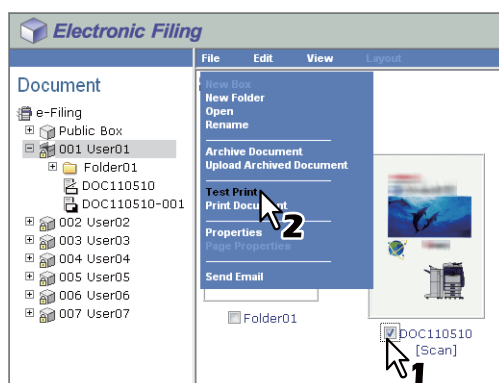 Electronic Filing
File Edit View Layout
Document
e-Filing
Public Box
001 User01
Folder01
DOC110510
DOC110510-001
002 User02
003 User03
004 User04
005 User05
006 User06
007 User07
New Box
New Folder
Open
Rename
Archive Document
Upload Archived Document
Test Print
Print Document
Properties
Page Properties
Send Email
2
Folder01
DOC110510
[Scan]
1